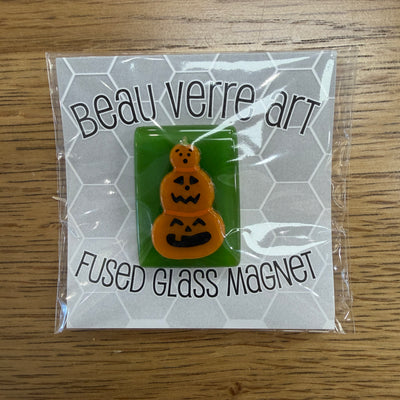 Beau Verre Art
Fused Glass Magnet